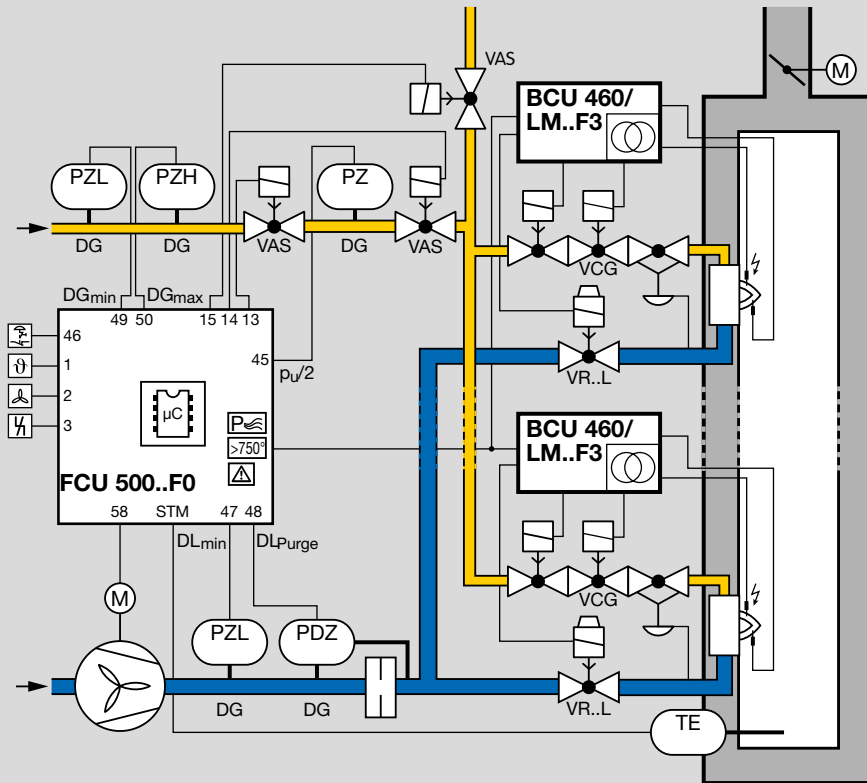 VAS
M
BCU 460/
LM..F3
PZL
PZH
PZ
DG
DG
VAS
DG
VAS
VCG
DGmin
DGmax
49
50
15
14
13
46
1
2
3
45
pu/2
VR..L
µC
P
>750°
BCU 460/
LM..F3
FCU 500..F0
58
STM
47
48
DLmin
DLPurge
VCG
M
PZL
PDZ
DG
DG
VR..L
TE